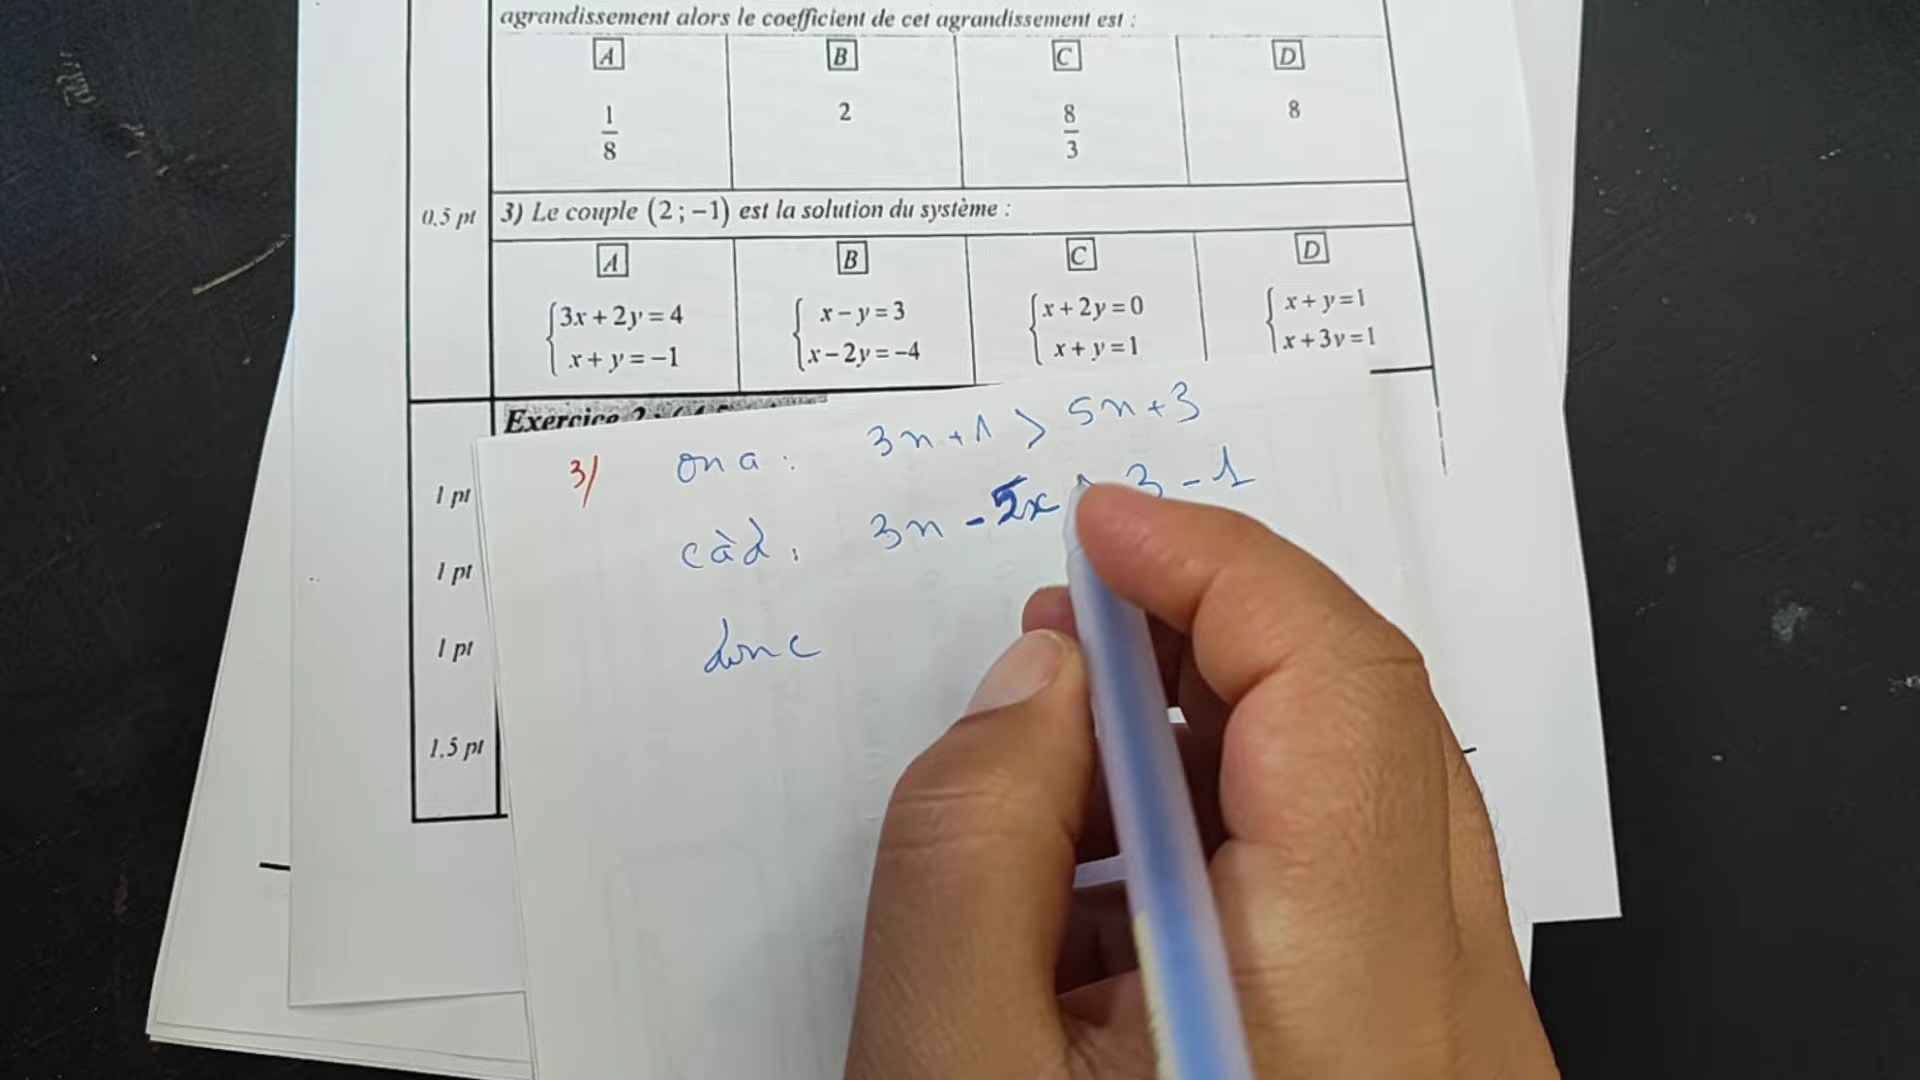 agrandissement alors le coefficient de cet agrandissement est :
A B C D
1/8 2 8/3 8
0,5 pt 3) Le couple (2 ; −1) est la solution du système :
A B C D
3x + 2y = 4 x − y = 3 x + 2y = 0 x + y = 1
x + y = −1 x − 2y = −4 x + y = 1 x + 3y = 1
Exercice
3/ on a : 3x + 1 > 5x + 3
1 pt
càd : 3x - 5x 3 - 1
1 pt
donc
1 pt
1.5 pt